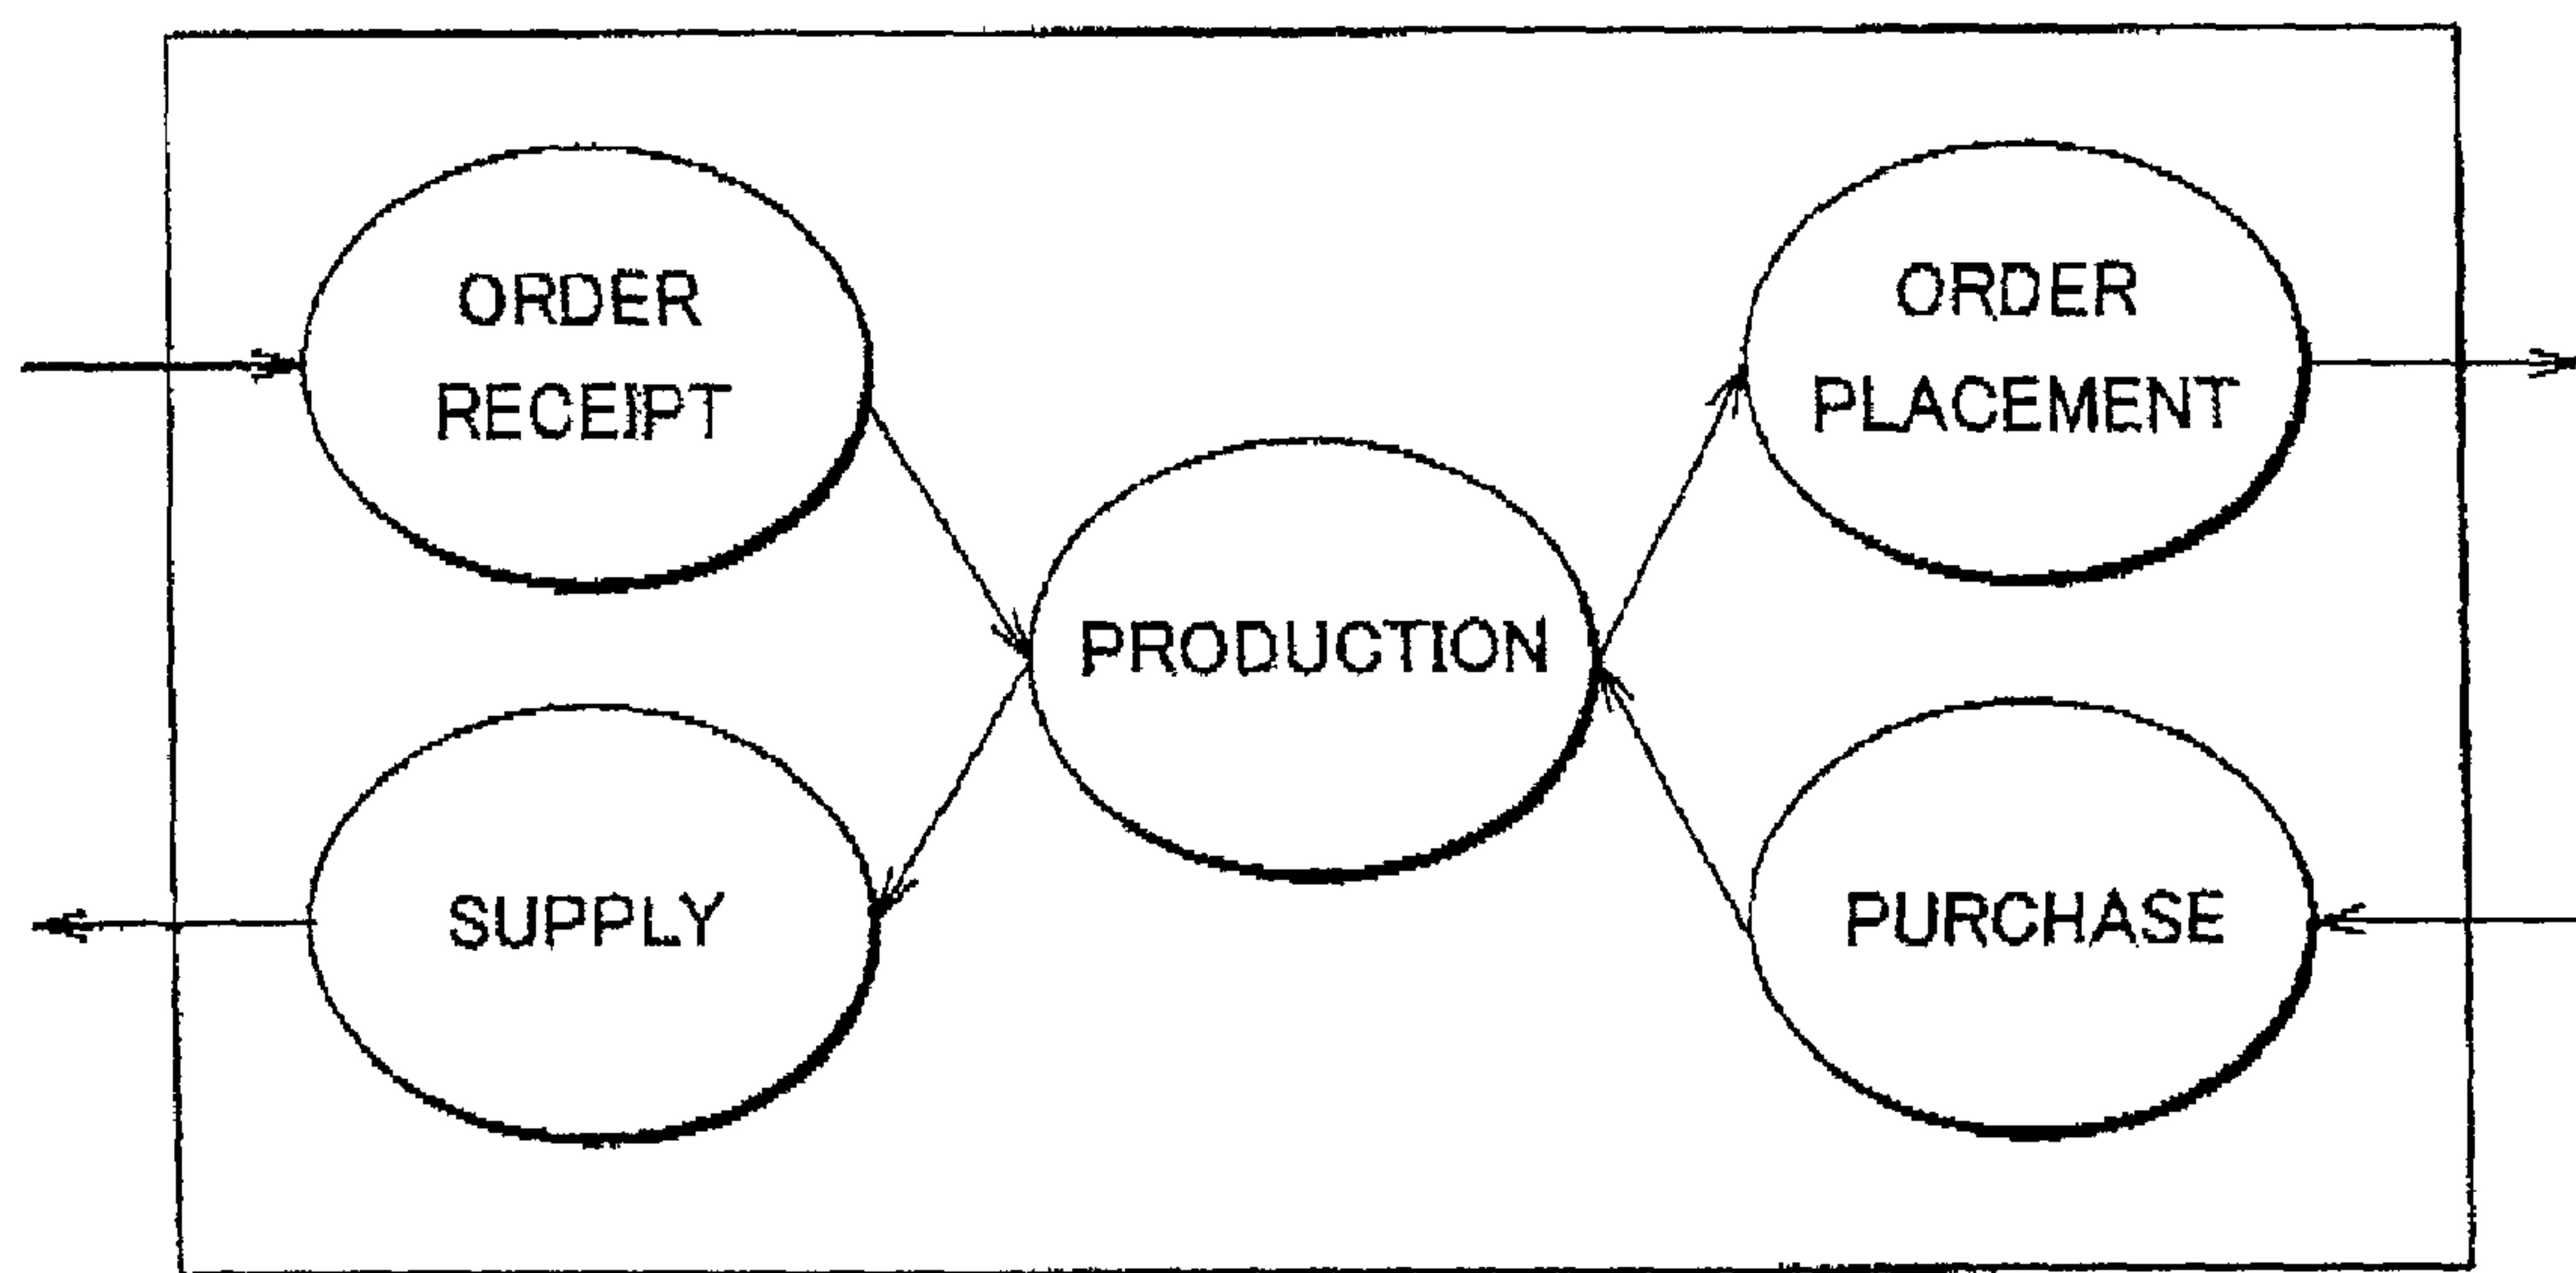 ORDER
RECEIPT
ORDER
PLACEMENT
PRODUCTION
SUPPLY
PURCHASE